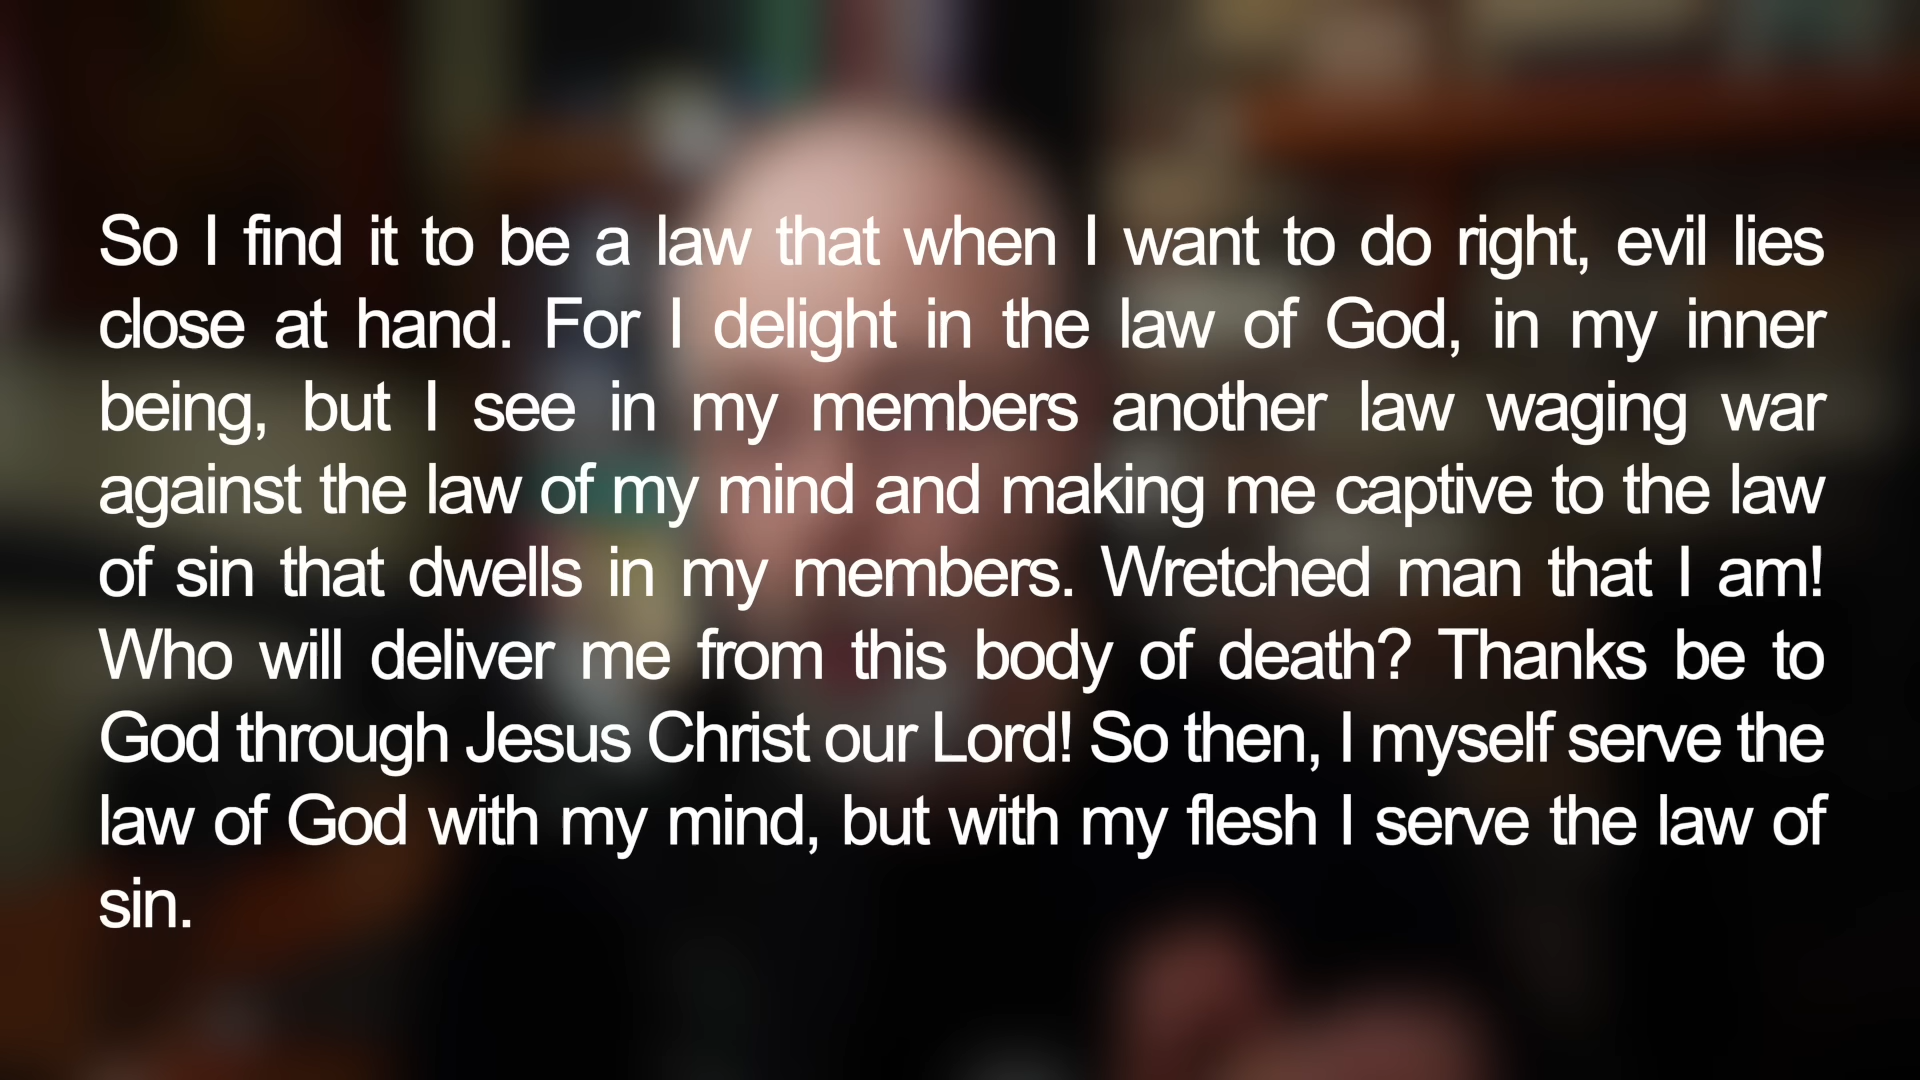 So I find it to be a law that when I want to do right, evil lies
close at hand. For I delight in the law of God, in my inner
being, but I see in my members another law waging war
against the law of my mind and making me captive to the law
of sin that dwells in my members. Wretched man that I am!
Who will deliver me from this body of death? Thanks be to
God through Jesus Christ our Lord! So then, I myself serve the
law of God with my mind, but with my flesh I serve the law of
sin.